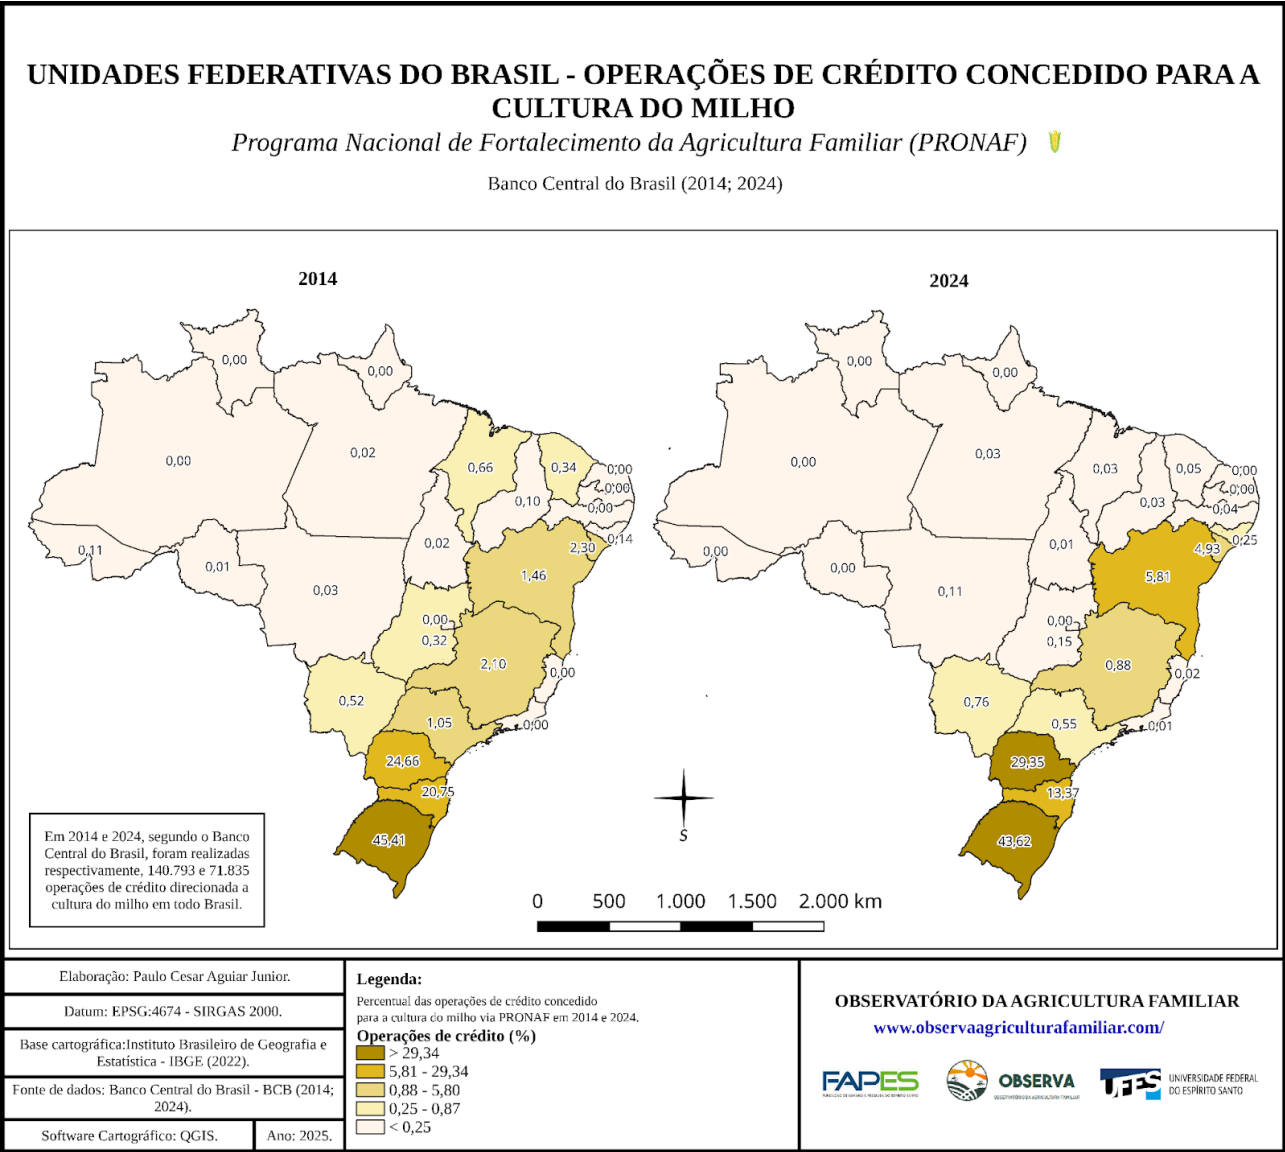 UNIDADES FEDERATIVAS DO BRASIL - OPERAÇÕES DE CRÉDITO CONCEDIDO PARA A
CULTURA DO MILHO
Programa Nacional de Fortalecimento da Agricultura Familiar (PRONAF)
Banco Central do Brasil (2014; 2024)
2014
0,00
0,00
0,00
0,02
0,66
0,34
0,00
0,00
0,00
0,10
0,14
0,11
0,01
0,02
2,30
0,03
1,46
0,00
0,32
2,10
0,00
0,52
1,05
0,00
24,66
20,75
45,41
2024
0,00
0,00
0,00
0,03
0,03
0,05
0,00
0,00
0,04
0,03
0,25
0,00
0,00
0,01
4,93
0,11
5,81
0,00
0,15
0,88
0,02
0,76
0,55
0,01
29,35
13,37
43,62
S
Em 2014 e 2024, segundo o Banco
Central do Brasil, foram realizadas
respectivamente, 140.793 e 71.835
operações de crédito direcionada a
cultura do milho em todo Brasil.
0 500 1.000 1.500 2.000 km
Elaboração: Paulo Cesar Aguiar Junior.
Datum: EPSG:4674 - SIRGAS 2000.
Base cartográfica:Instituto Brasileiro de Geografia e
Estatística - IBGE (2022).
Fonte de dados: Banco Central do Brasil - BCB (2014;
2024).
Software Cartográfico: QGIS.
Ano: 2025.
Legenda:
Percentual das operações de crédito concedido
para a cultura do milho via PRONAF em 2014 e 2024.
Operações de crédito (%)
> 29,34
5,81 - 29,34
0,88 - 5,80
0,25 - 0,87
< 0,25
OBSERVATÓRIO DA AGRICULTURA FAMILIAR
www.observaagriculturafamiliar.com/
FAPES
OBSERVA
OBSERVATÓRIO DA AGRICULTURA FAMILIAR
UFES
UNIVERSIDADE FEDERAL
DO ESPÍRITO SANTO